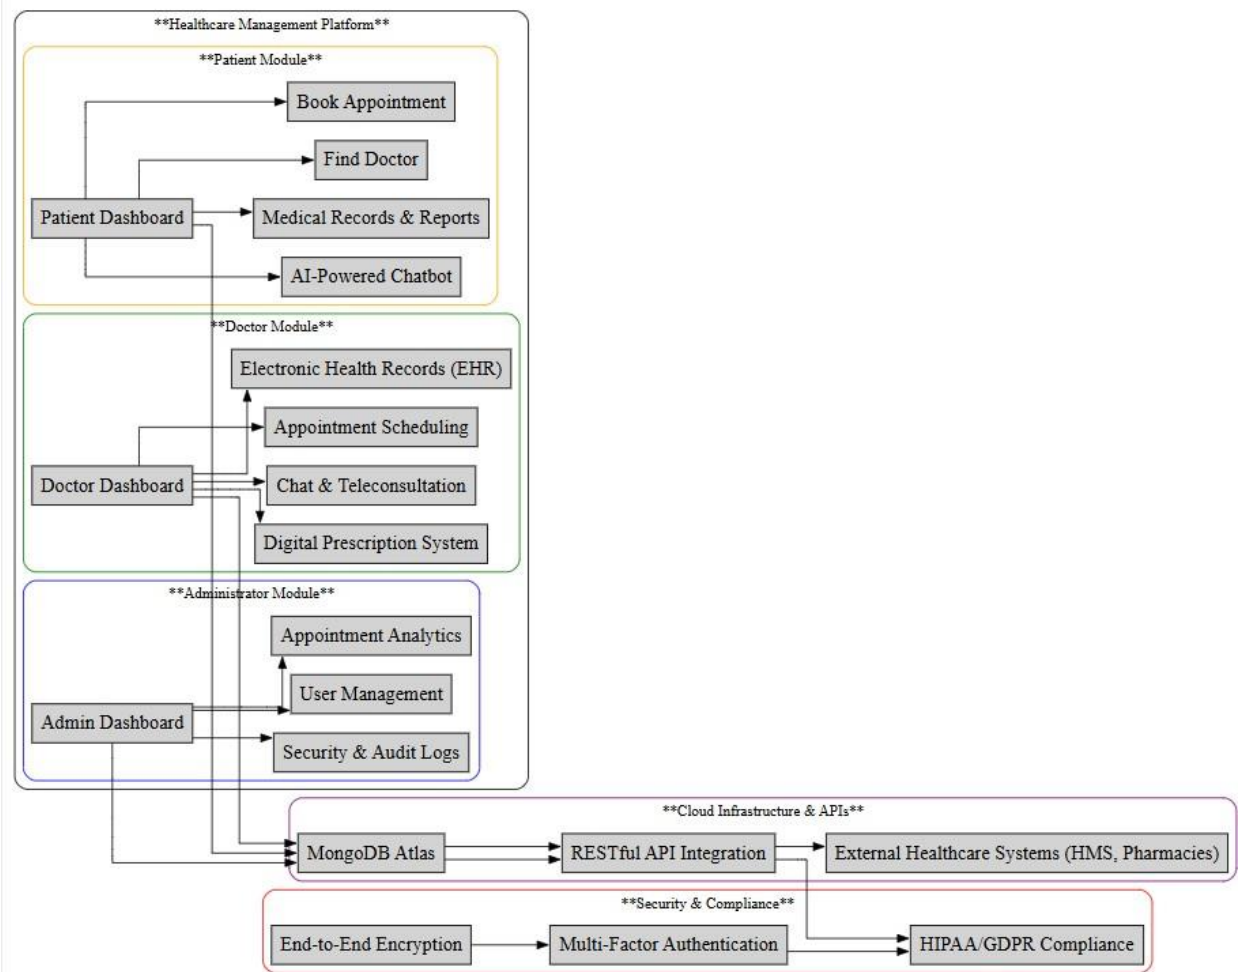 **Healthcare Management Platform**
**Patient Module**
Book Appointment
Find Doctor
Patient Dashboard
Medical Records & Reports
AI-Powered Chatbot
**Doctor Module**
Electronic Health Records (EHR)
Appointment Scheduling
Doctor Dashboard
Chat & Teleconsultation
Digital Prescription System
**Administrator Module**
Appointment Analytics
User Management
Admin Dashboard
Security & Audit Logs
**Cloud Infrastructure & APIs**
MongoDB Atlas
RESTful API Integration
External Healthcare Systems (HMS, Pharmacies)
**Security & Compliance**
End-to-End Encryption
Multi-Factor Authentication
HIPAA/GDPR Compliance